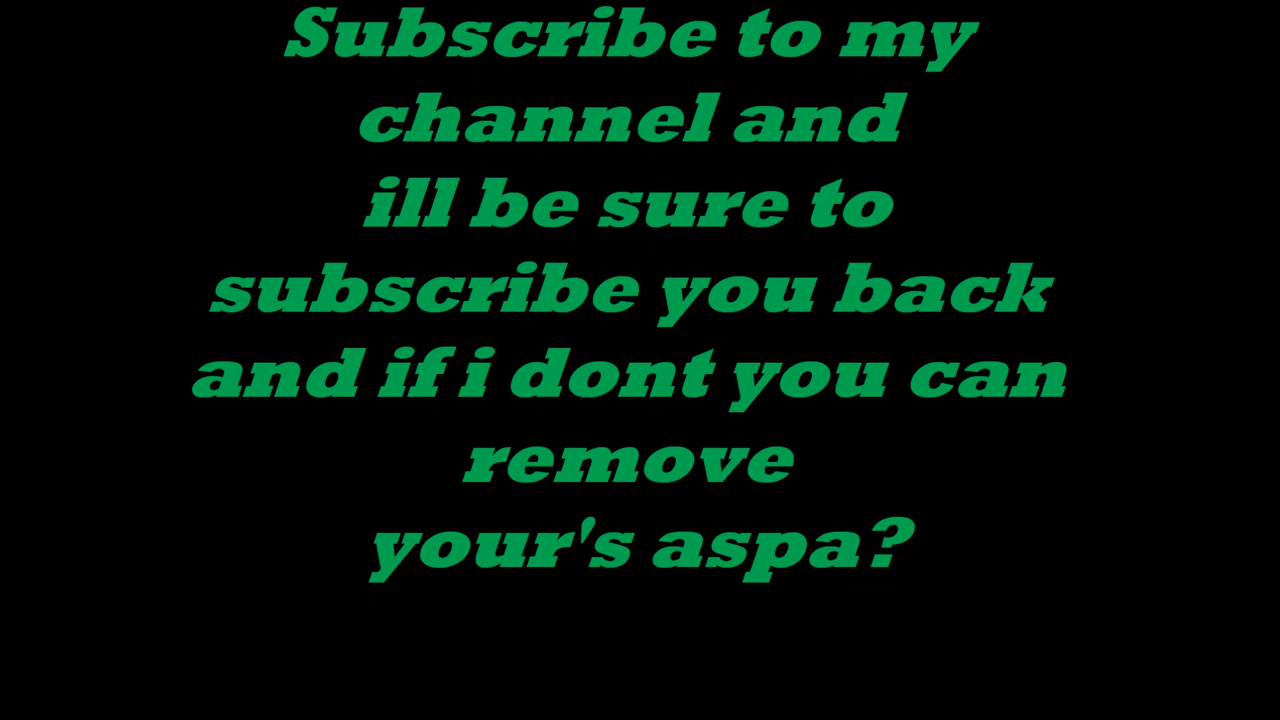 Subscribe to my
channel and
ill be sure to
subscribe you back
and if i dont you can
remove
your's aspa?